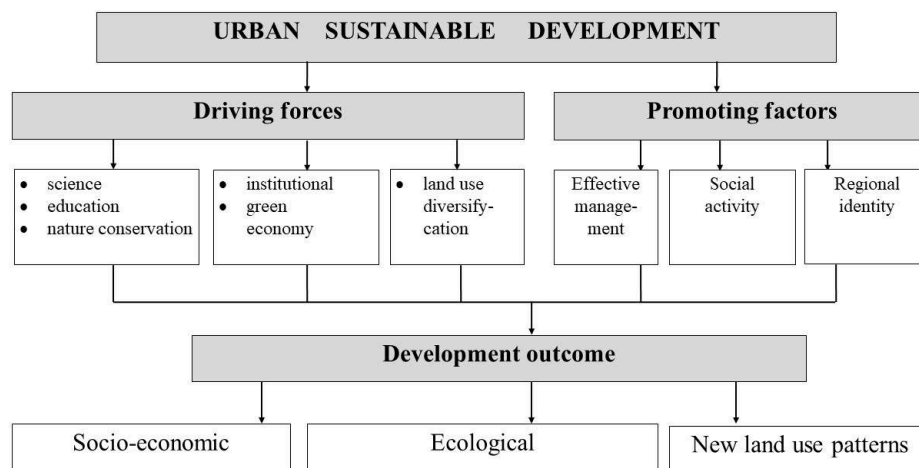 URBAN SUSTAINABLE DEVELOPMENT
Driving forces
Promoting factors
• science
• education
• nature conservation
• institutional
• green
economy
• land use
diversify-
cation
Effective
manage-
ment
Social
activity
Regional
identity
Development outcome
Socio-economic
Ecological
New land use patterns